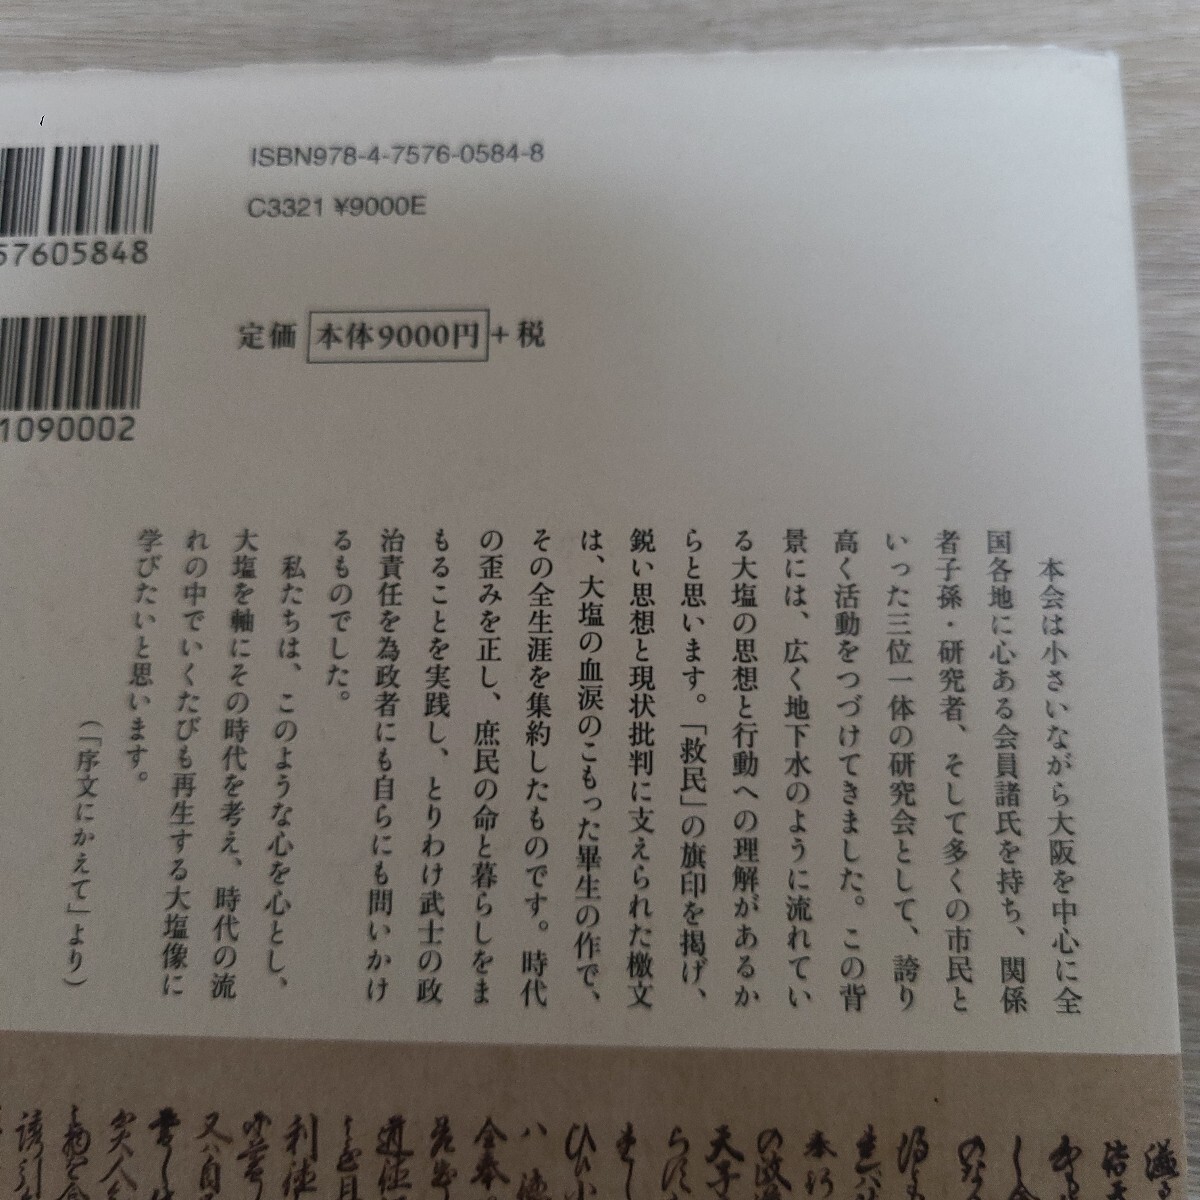 ISBN978-4-7576-0584-8
C3321 ¥9000E
57605848
定価 本体9000円+税
1090002
本会は小さいながら大阪を中心に全
国各地に心ある会員諸氏を持ち、関係
者子孫・研究者、そして多くの市民と
いった三位一体の研究会として、誇り
高く活動をつづけてきました。この背
景には、広く地下水のように流れてい
る大塩の思想と行動への理解があるか
らと思います。「救民」の旗印を掲げ、
鋭い思想と現状批判に支えられた檄文
は、大塩の血涙のこもった畢生の作で、
その全生涯を集約したものです。時代
の歪みを正し、庶民の命と暮らしをま
もることを実践し、とりわけ武士の政
治責任を為政者にも自らにも問いかけ
るものでした。
私たちは、このような心を心とし、
大塩を軸にその時代を考え、時代の流
れの中でいくたびも再生する大塩像に
学びたいと思います。
(「序文にかえて」より)